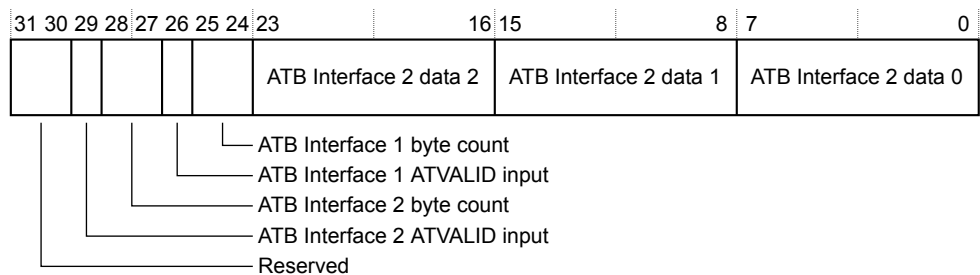 31 30 29 28 27 26 25 24 23 16 15 8 7 0
ATB Interface 2 data 2 ATB Interface 2 data 1 ATB Interface 2 data 0
ATB Interface 1 byte count
ATB Interface 1 ATVALID input
ATB Interface 2 byte count
ATB Interface 2 ATVALID input
Reserved